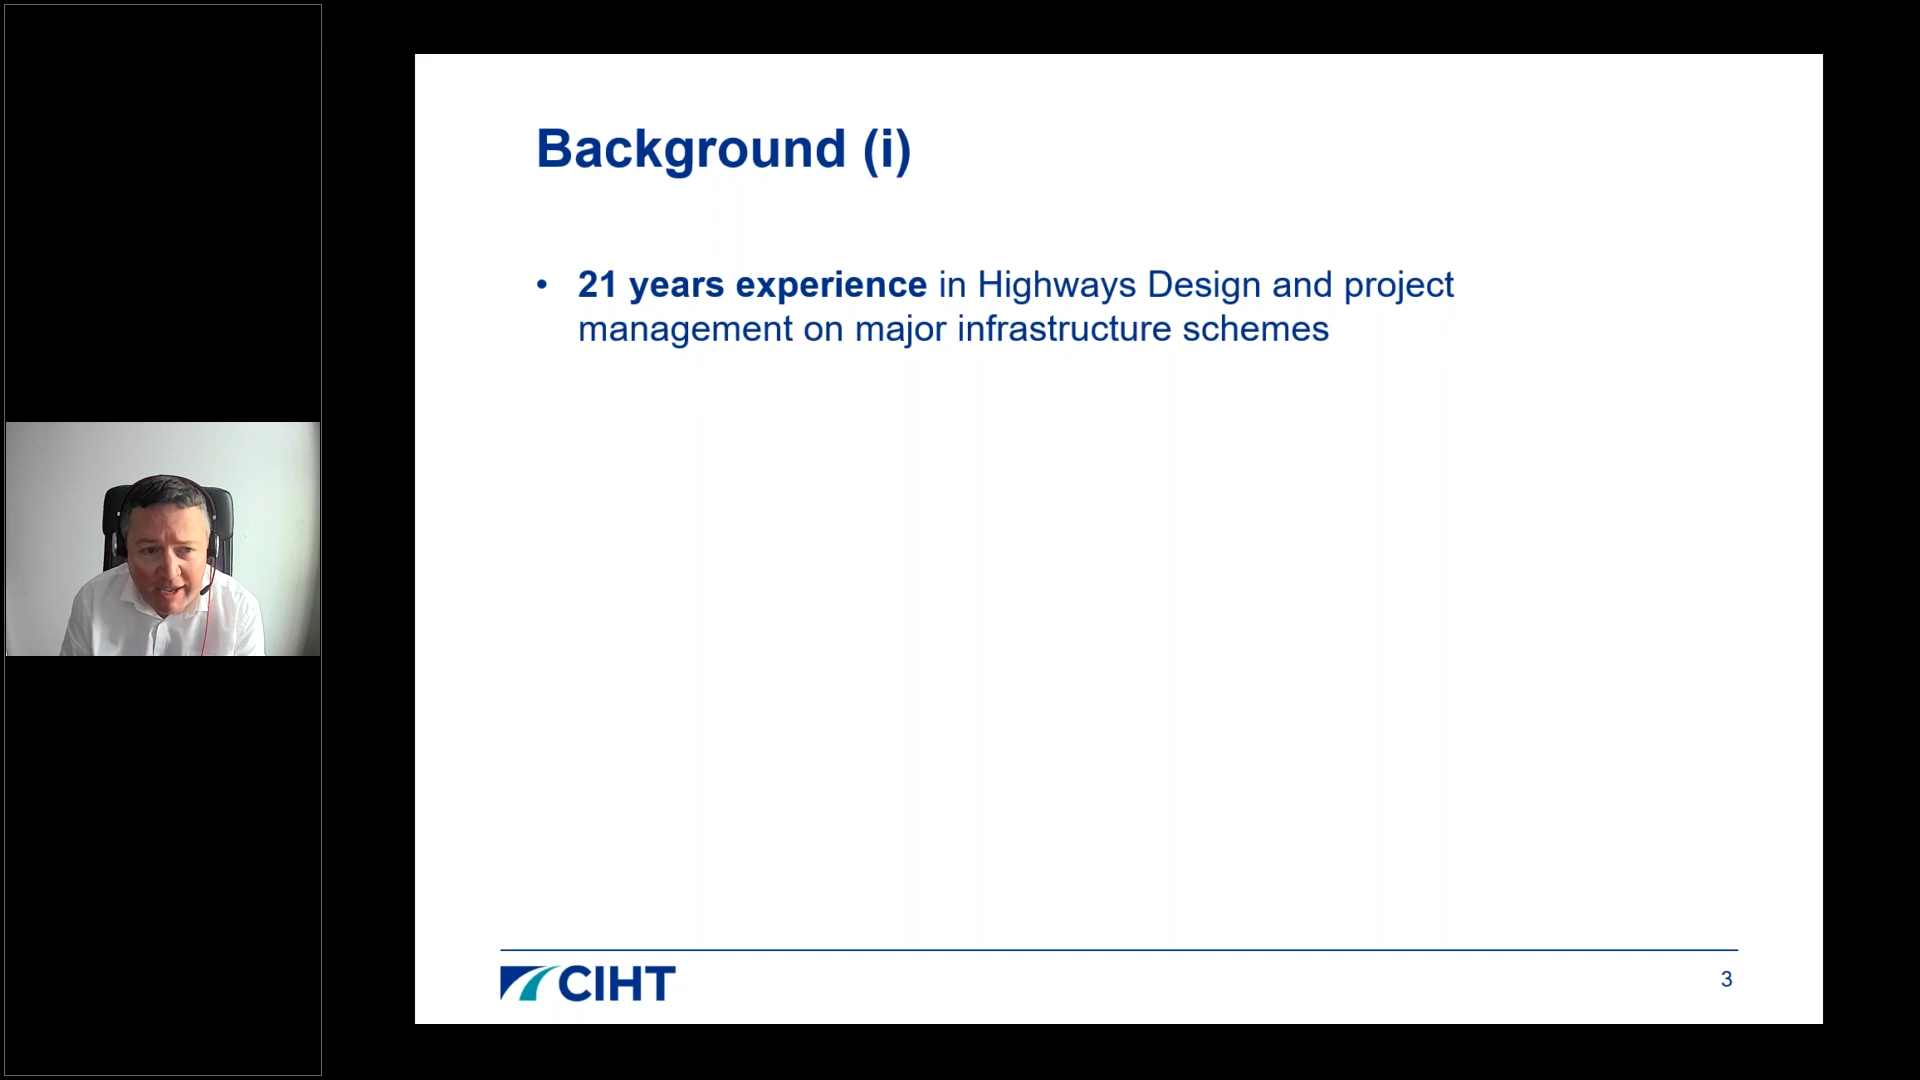 Background (i)
• 21 years experience in Highways Design and project
management on major infrastructure schemes
CIHT
3